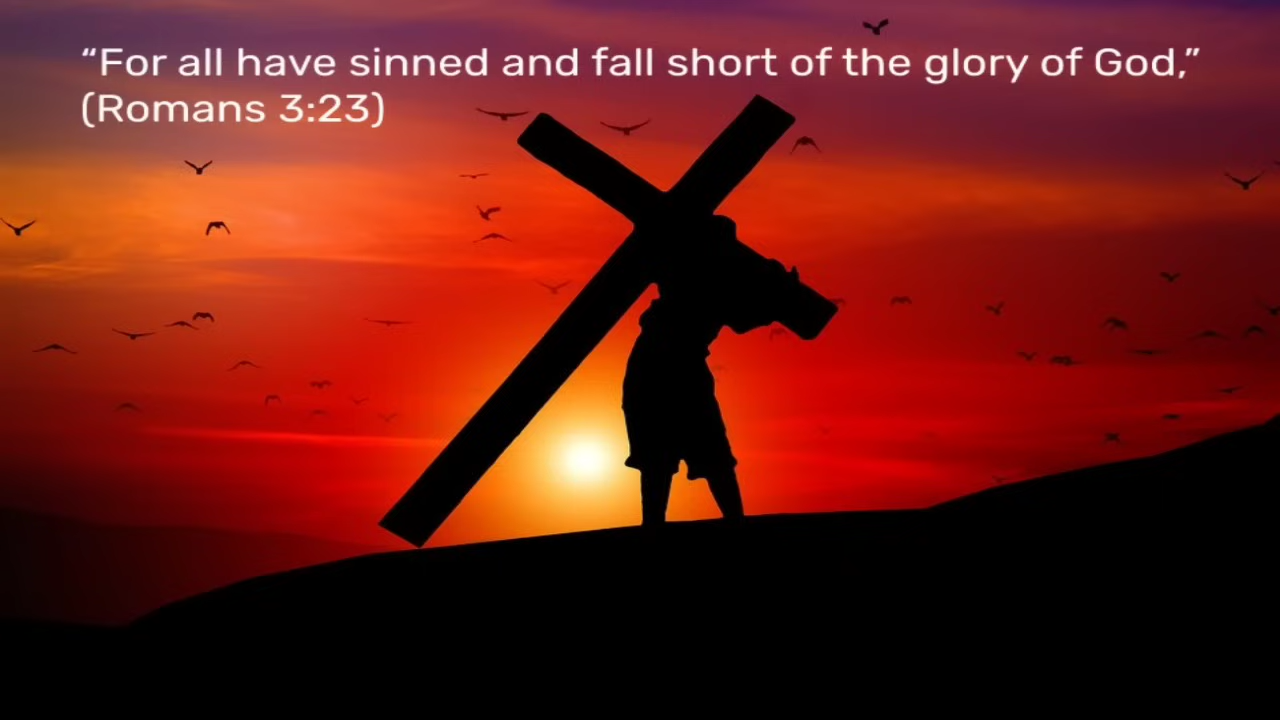 “For all have sinned and fall short of the glory of God,”
(Romans 3:23)